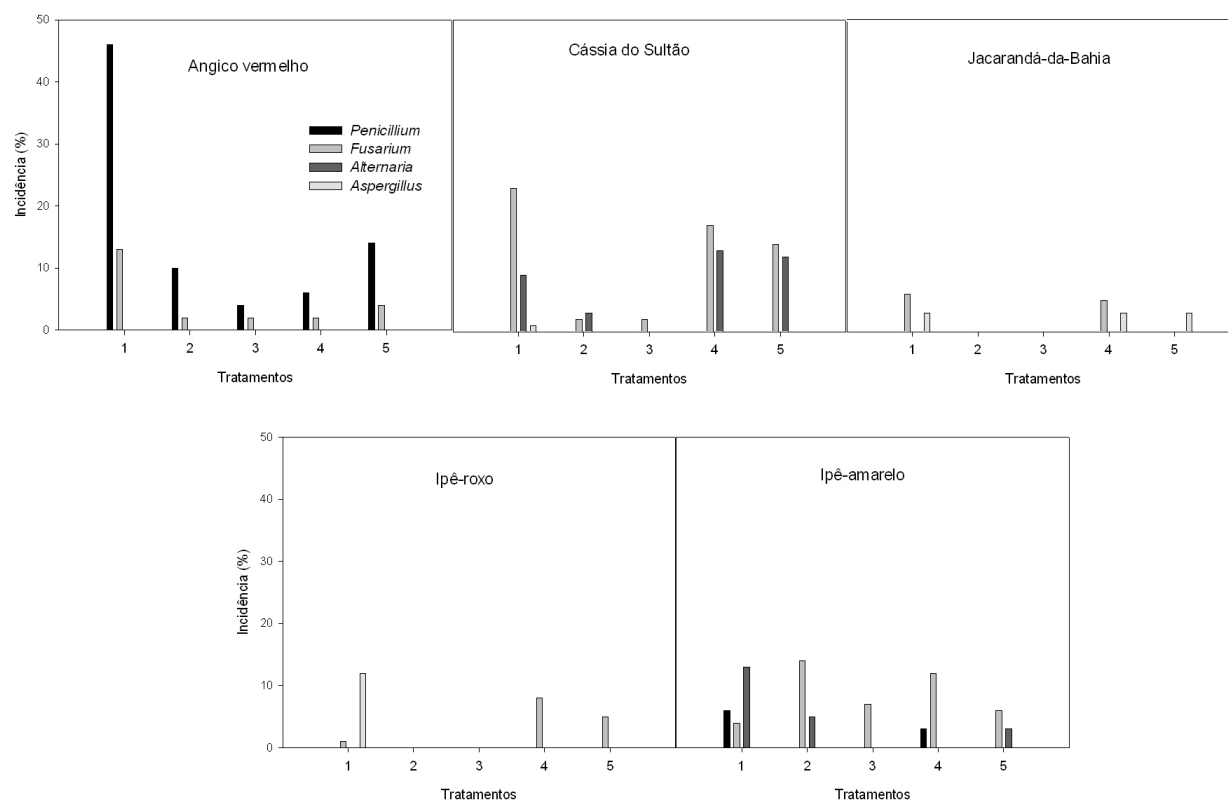 50
40
30
20
10
0
Incidência (%)
Angico vermelho
Penicillium
Fusarium
Alternaria
Aspergillus
1 2 3 4 5
Tratamentos
Cássia do Sultão
1 2 3 4 5
Tratamentos
Jacarandá-da-Bahia
1 2 3 4 5
Tratamentos
50
40
30
20
10
0
Incidência (%)
Ipê-roxo
1 2 3 4 5
Tratamentos
Ipê-amarelo
1 2 3 4 5
Tratamentos